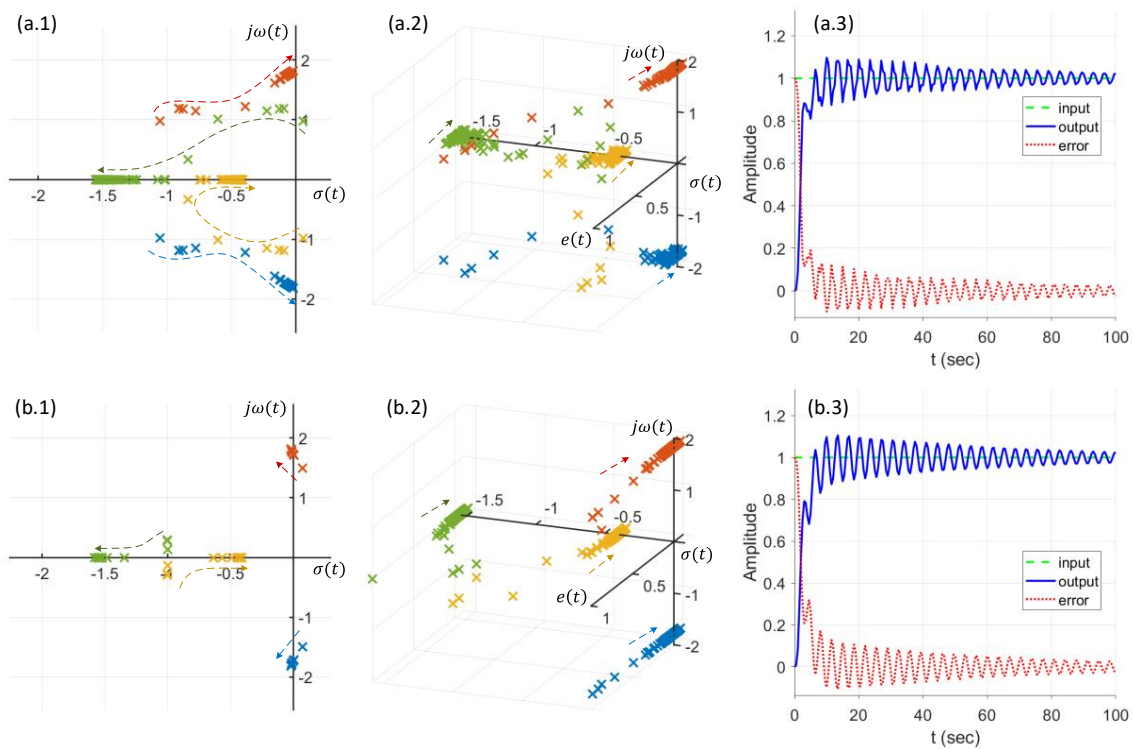 (a.1)
jω(t)
2
1
-2
-1.5
-1
-0.5
σ(t)
-1
-2
(a.2)
jω(t)
2
1
-1.5
-1
-0.5
σ(t)
0.5
1
e(t)
-1
-2
(a.3)
1.2
1
0.8
0.6
0.4
0.2
0
Amplitude
input
output
error
0
20
40
60
80
100
t (sec)
(b.1)
jω(t)
2
1
-2
-1.5
-1
-0.5
σ(t)
-1
-2
(b.2)
jω(t)
2
1
-1.5
-1
-0.5
σ(t)
0.5
1
e(t)
-1
-2
(b.3)
1.2
1
0.8
0.6
0.4
0.2
0
Amplitude
input
output
error
0
20
40
60
80
100
t (sec)